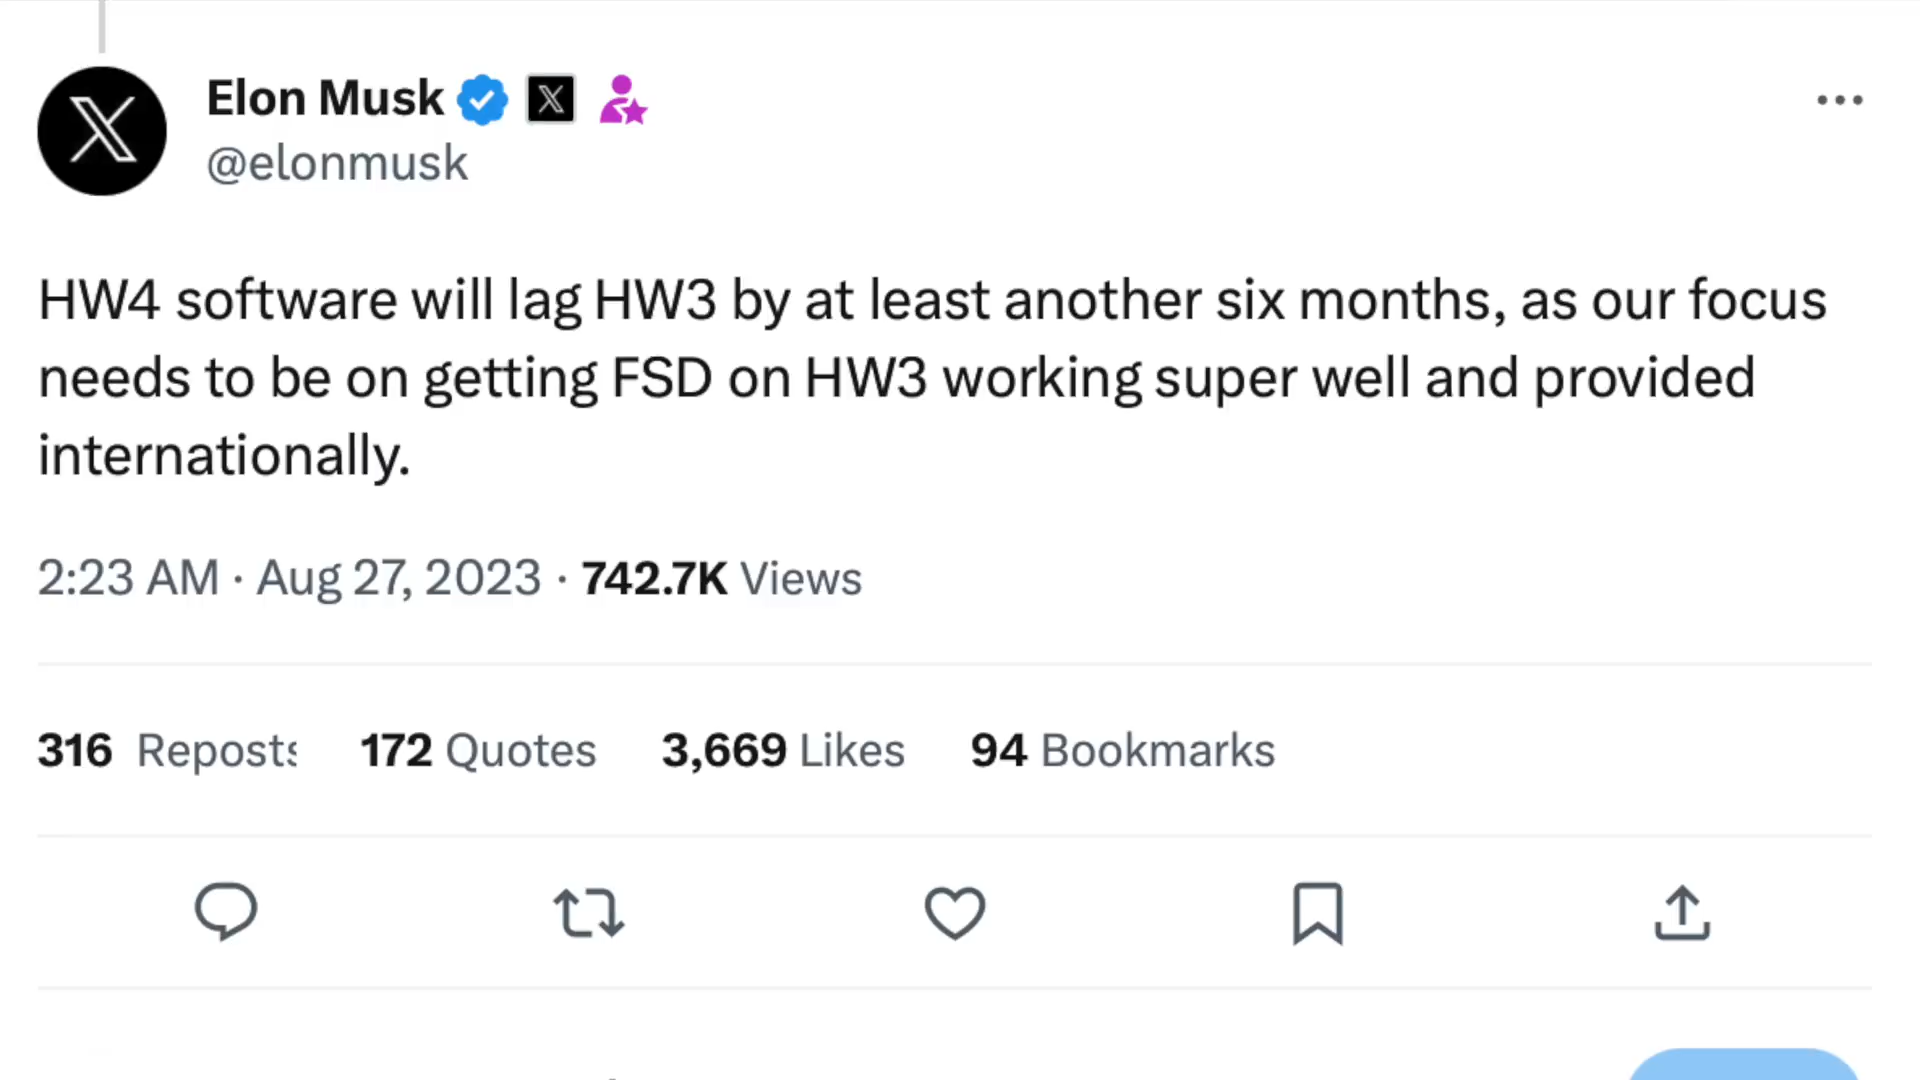 Elon Musk
@elonmusk
HW4 software will lag HW3 by at least another six months, as our focus
needs to be on getting FSD on HW3 working super well and provided
internationally.
2:23 AM · Aug 27, 2023 · 742.7K Views
316 Reposts 172 Quotes 3,669 Likes 94 Bookmarks